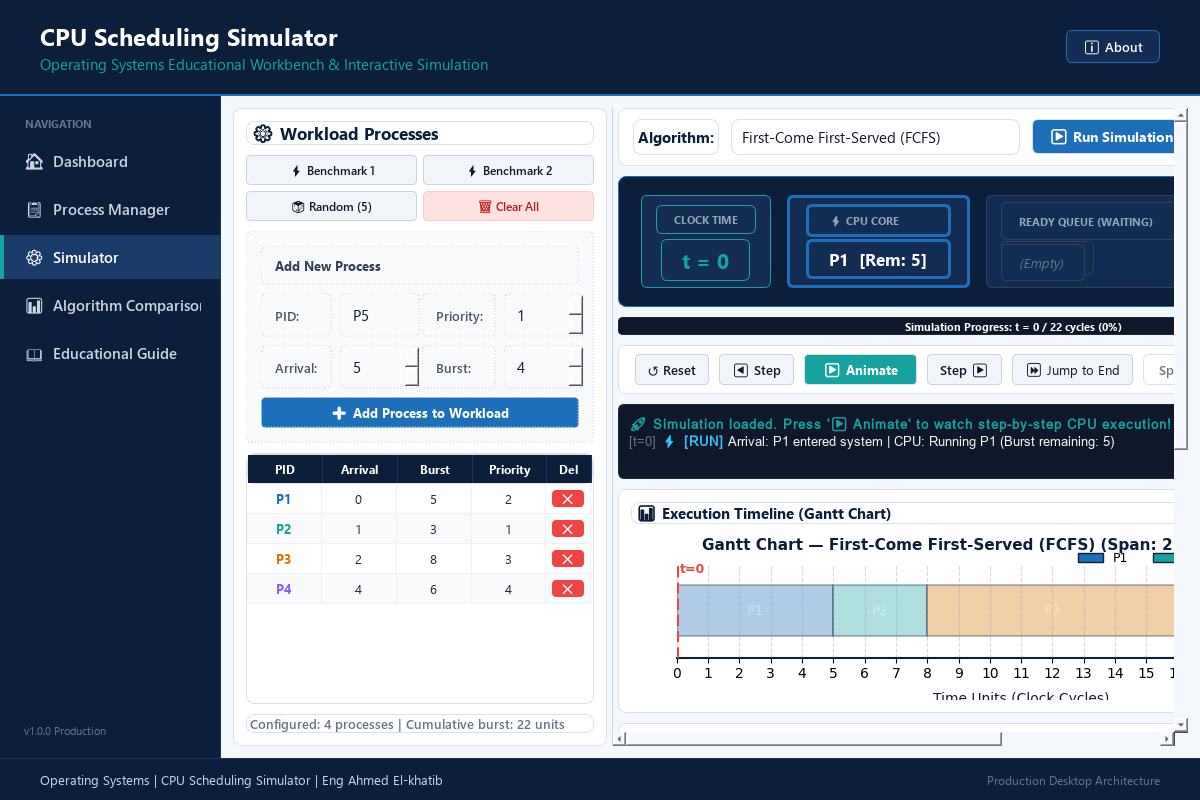 CPU Scheduling Simulator
Operating Systems Educational Workbench & Interactive Simulation
About
NAVIGATION
Dashboard
Process Manager
Simulator
Algorithm Comparison
Educational Guide
v1.0.0 Production
Workload Processes
Benchmark 1
Benchmark 2
Random (5)
Clear All
Add New Process
PID: P5 Priority: 1
Arrival: 5 Burst: 4
Add Process to Workload
PID Arrival Burst Priority Del
P1 0 5 2
P2 1 3 1
P3 2 8 3
P4 4 6 4
Configured: 4 processes | Cumulative burst: 22 units
Algorithm: First-Come First-Served (FCFS) Run Simulation
CLOCK TIME
t = 0
CPU CORE
P1 [Rem: 5]
READY QUEUE (WAITING)
(Empty)
Simulation Progress: t = 0 / 22 cycles (0%)
↺ Reset
Step
Animate
Step
Jump to End
Sp
Simulation loaded. Press '▶ Animate' to watch step-by-step CPU execution!
[t=0] ⚡ [RUN] Arrival: P1 entered system | CPU: Running P1 (Burst remaining: 5)
Execution Timeline (Gantt Chart)
Gantt Chart — First-Come First-Served (FCFS) (Span: 2
P1
t=0
P1 P2 P3
0 1 2 3 4 5 6 7 8 9 10 11 12 13 14 15 1
Time Units (Clock Cycles)
Operating Systems | CPU Scheduling Simulator | Eng Ahmed El-khatib
Production Desktop Architecture